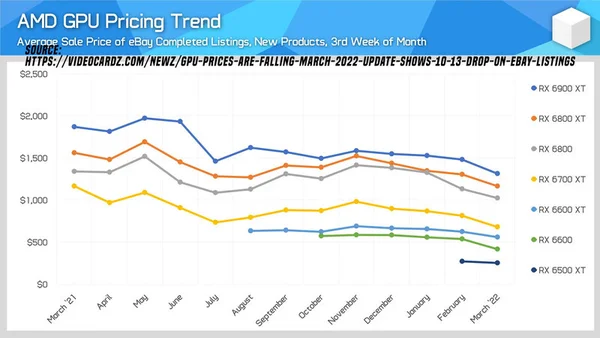 AMD GPU Pricing Trend
Average Sale Price of eBay Completed Listings, New Products, 3rd Week of Month
SOURCE:
HTTPS://VIDEOCARDZ.COM/NEWZ/GPU-PRICES-ARE-FALLING-MARCH-2022-UPDATE-SHOWS-10-13-DROP-ON-EBAY-LISTINGS
$2,500
$2,000
$1,500
$1,000
$500
$0
March '21
April
May
June
July
August
September
October
November
December
January
February
March '22
RX 6900 XT
RX 6800 XT
RX 6800
RX 6700 XT
RX 6600 XT
RX 6600
RX 6500 XT